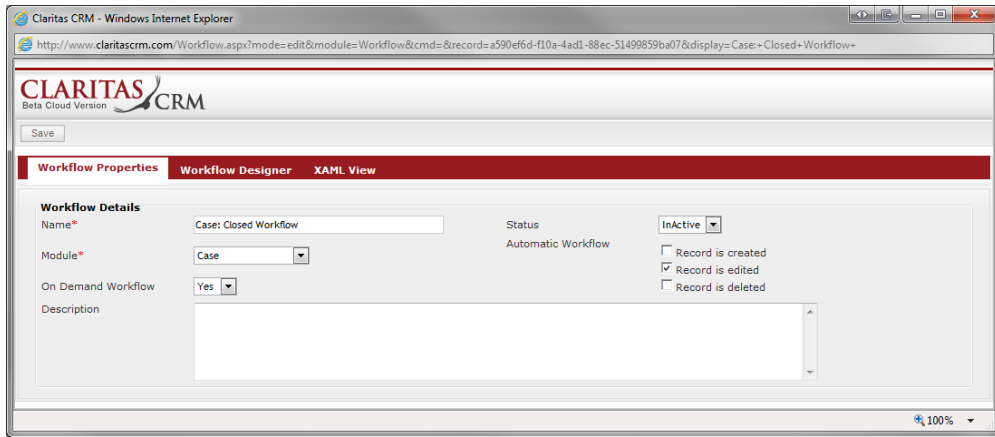 Claritas CRM - Windows Internet Explorer
http://www.claritascrm.com/Workflow.aspx?mode=edit&module=Workflow&cmd=&record=a590ef6d-f10a-4ad1-88ec-51499859ba07&display=Case:+Closed+Workflow+
CLARITAS CRM
Beta Cloud Version
Save
Workflow Properties Workflow Designer XAML View
Workflow Details
Name* Case: Closed Workflow Status InActive
Automatic Workflow
Module* Case Record is created
Record is edited
On Demand Workflow Yes Record is deleted
Description
100%